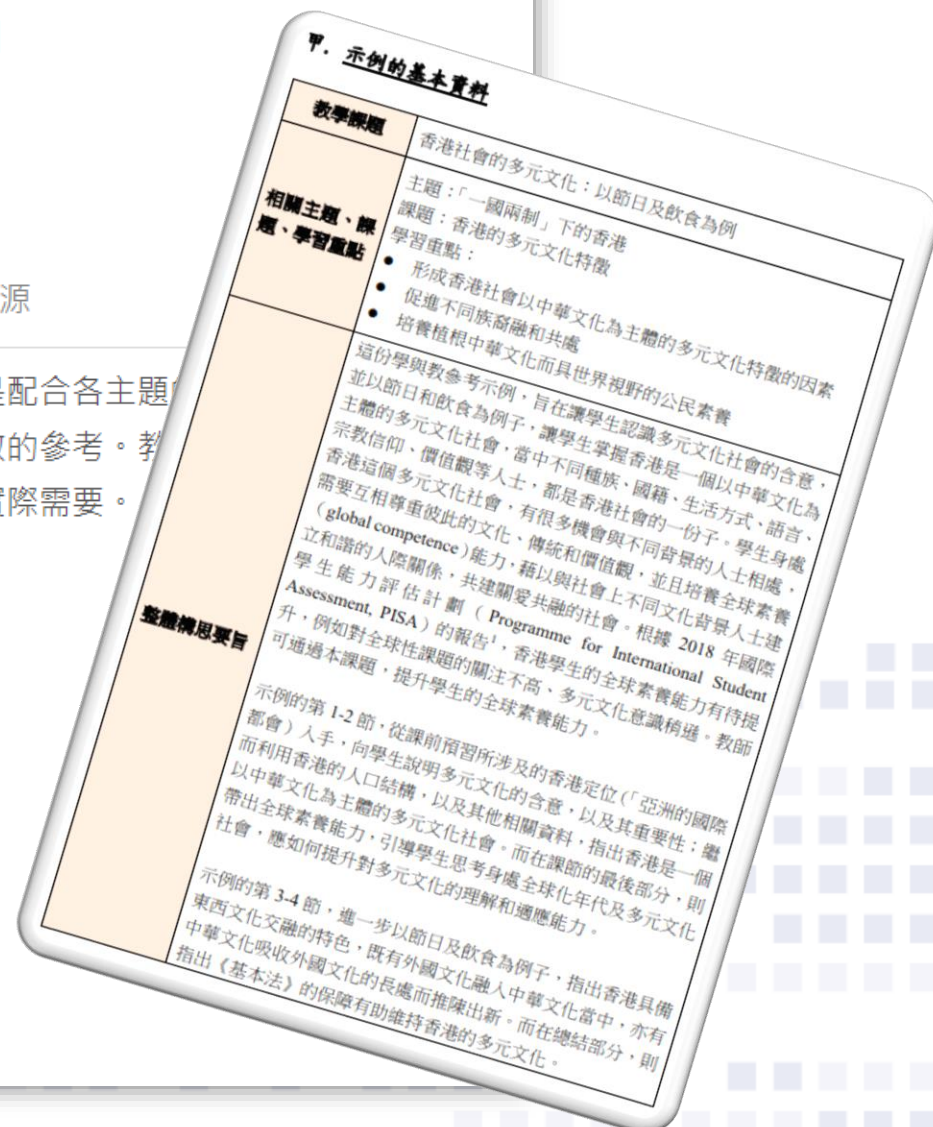 源
是配合各主題
的參考。教
實際需要。
甲. 示例的基本資料
教學課題
香港社會的多元文化：以節日及飲食為例
相關主題、課
題、學習重點
主題：「一國兩制」下的香港
課題：香港的多元文化特徵
學習重點：
● 形成香港社會以中華文化為主體的多元文化特徵的因素
● 促進不同族裔融和共處
● 培養植根中華文化而具世界視野的公民素養
整體構思要旨
這份學與教參考示例，旨在讓學生認識多元文化社會的含意，
並以節日和飲食為例子，讓學生掌握香港是一個以中華文化為
主體的多元文化社會，當中不同種族、國籍、生活方式、語言、
宗教信仰、價值觀等人士，都是香港社會的一份子。學生身處
香港這個多元文化社會，有很多機會與不同背景的人士相處，
需要互相尊重彼此的文化、傳統和價值觀，並且培養全球素養
（global competence）能力，藉以與社會上不同文化背景人士建
立和諧的人際關係，共建關愛共融的社會。根據 2018 年國際
學生能力評估計劃（Programme for International Student
Assessment, PISA）的報告¹，香港學生的全球素養能力有待提
升，例如對全球性課題的關注不高、多元文化意識稍遜。教師
可通過本課題，提升學生的全球素養能力。
示例的第 1-2 節，從課前預習所涉及的香港定位（「亞洲的國際
都會）入手，向學生說明多元文化的含意，以及其重要性；繼
而利用香港的人口結構，以及其他相關資料，指出香港是一個
以中華文化為主體的多元文化社會。而在課節的最後部分，則
帶出全球素養能力，引導學生思考身處全球化年代及多元文化
社會，應如何提升對多元文化的理解和適應能力。
示例的第 3-4 節，進一步以節日及飲食為例子，指出香港具備
東西文化交融的特色，既有外國文化融入中華文化當中，亦有
中華文化吸收外國文化的長處而推陳出新。而在總結部分，則
指出《基本法》的保障有助維持香港的多元文化。